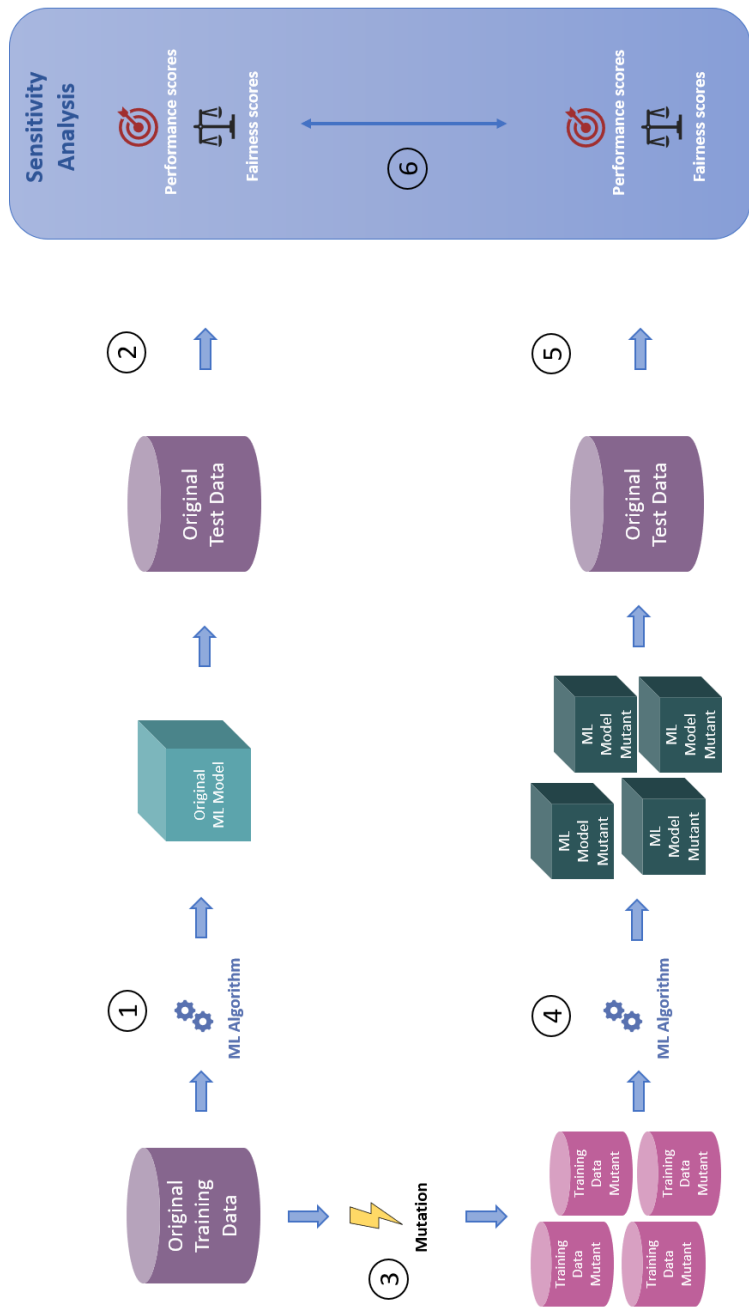 1
2
Sensitivity
Analysis
Original
Training
Data
ML Algorithm
Original
ML Model
Original
Test Data
Performance scores
Fairness scores
3
Mutation
6
4
5
Training
Data
Mutant
Training
Data
Mutant
Training
Data
Mutant
Training
Data
Mutant
ML Algorithm
ML
Model
Mutant
ML
Model
Mutant
ML
Model
Mutant
ML
Model
Mutant
Original
Test Data
Performance scores
Fairness scores